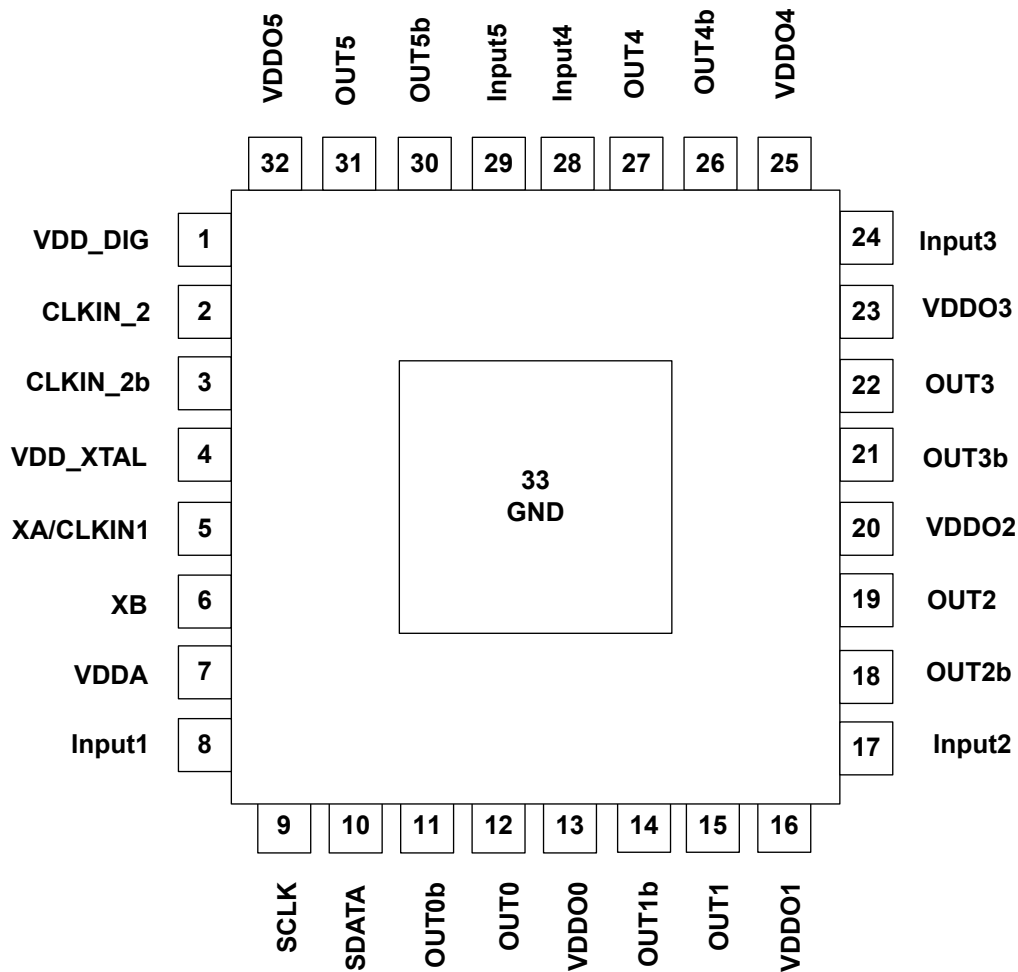 VDDO5
OUT5
OUT5b
Input5
Input4
OUT4
OUT4b
VDDO4
32 31 30 29 28 27 26 25
VDD_DIG 1
CLKIN_2 2
CLKIN_2b 3
VDD_XTAL 4
XA/CLKIN1 5
XB 6
VDDA 7
Input1 8
33
GND
24 Input3
23 VDDO3
22 OUT3
21 OUT3b
20 VDDO2
19 OUT2
18 OUT2b
17 Input2
9 10 11 12 13 14 15 16
SCLK
SDATA
OUT0b
OUT0
VDDO0
OUT1b
OUT1
VDDO1